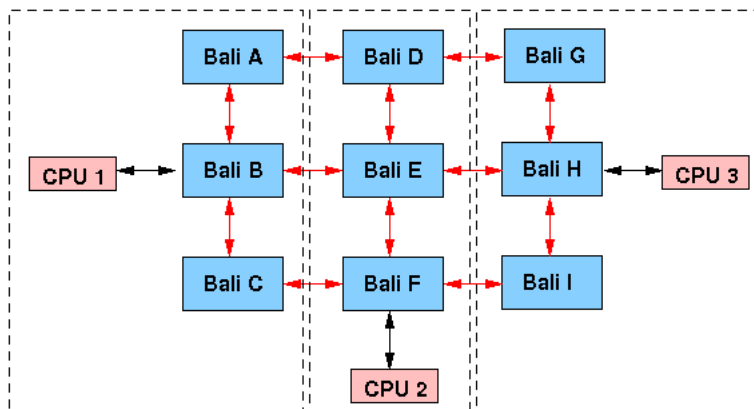 Bali A
Bali D
Bali G
CPU 1
Bali B
Bali E
Bali H
CPU 3
Bali C
Bali F
Bali I
CPU 2